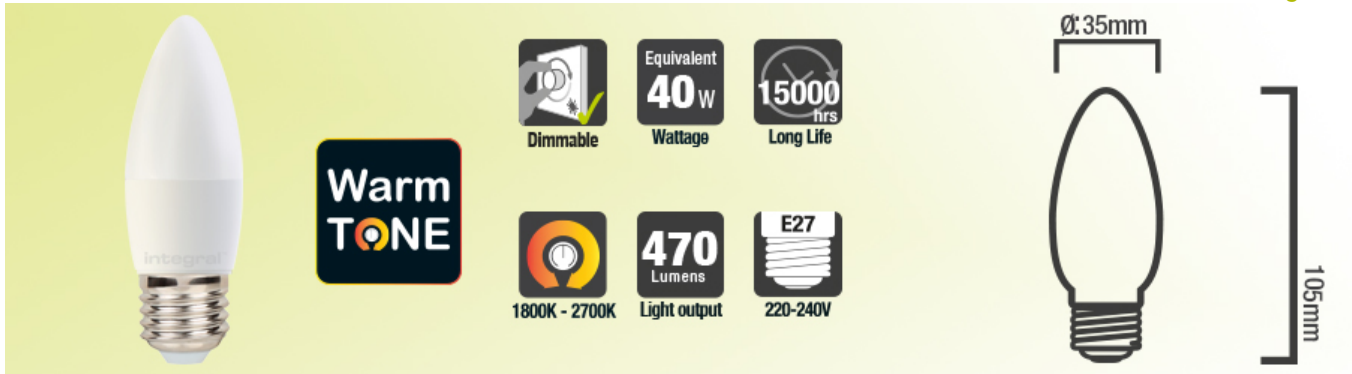 integral
Warm
TONE
Dimmable
Equivalent
40 W
Wattage
15000
hrs
Long Life
1800K - 2700K
470
Lumens
Light output
E27
220-240V
Ø:35mm
105mm